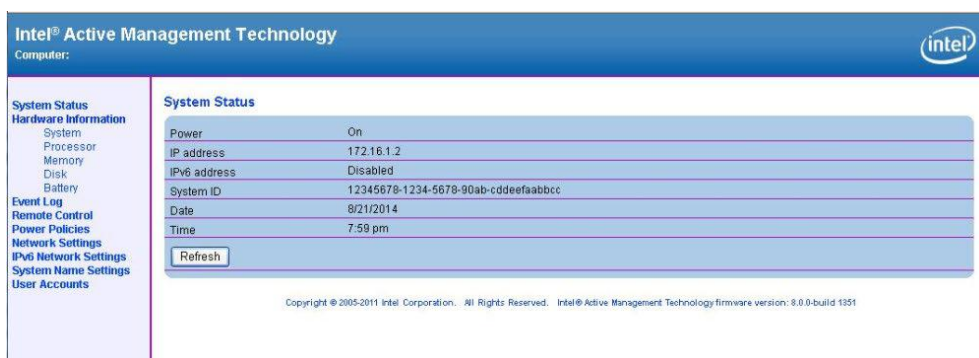 Intel® Active Management Technology
Computer:
intel
System Status
Hardware Information
System
Processor
Memory
Disk
Battery
Event Log
Remote Control
Power Policies
Network Settings
IPv6 Network Settings
System Name Settings
User Accounts
System Status
Power On
IP address 172.16.1.2
IPv6 address Disabled
System ID 12345678-1234-5678-90ab-cddeefaabbcc
Date 8/21/2014
Time 7:59 pm
Refresh
Copyright © 2005-2011 Intel Corporation. All Rights Reserved. Intel® Active Management Technology firmware version: 8.0.0-build 1351